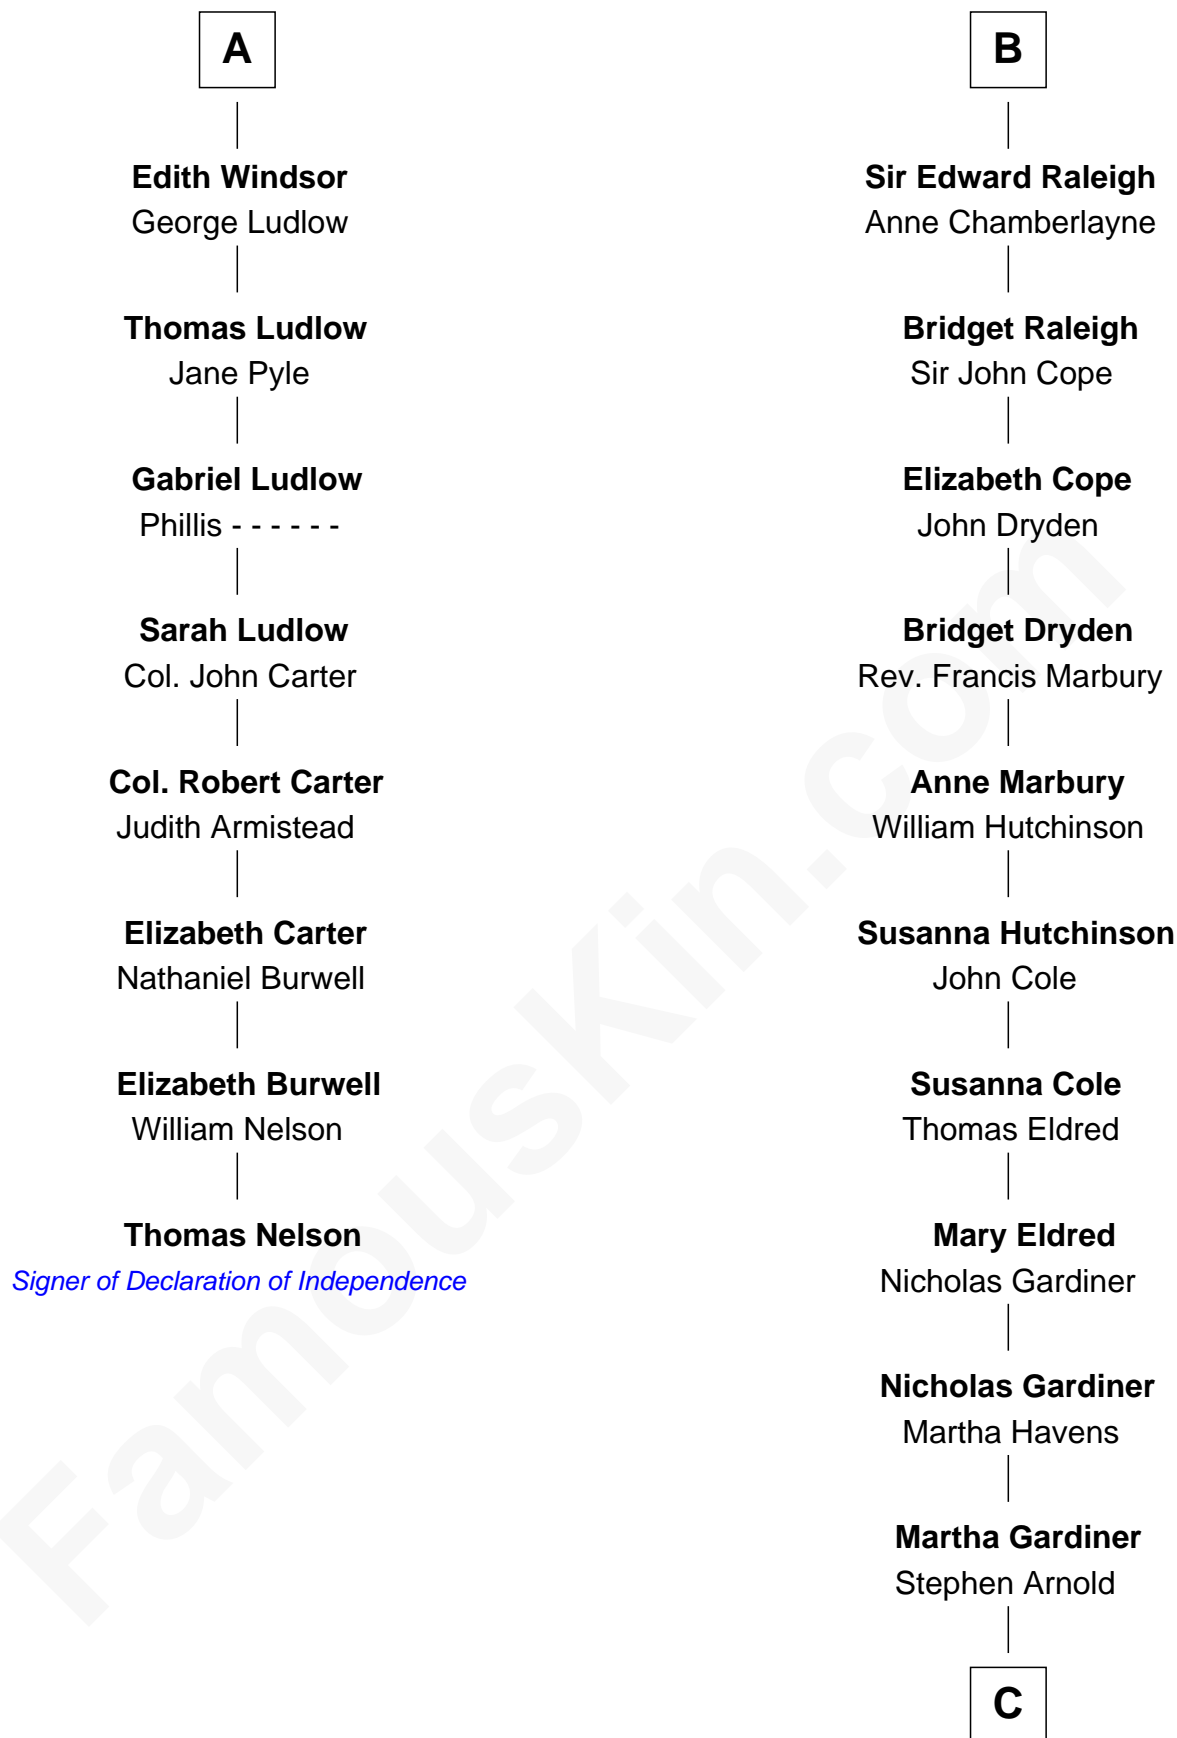 A
Edith Windsor
George Ludlow
Thomas Ludlow
Jane Pyle
Gabriel Ludlow
Phillis - - - - - -
Sarah Ludlow
Col. John Carter
Col. Robert Carter
Judith Armistead
Elizabeth Carter
Nathaniel Burwell
Elizabeth Burwell
William Nelson
Thomas Nelson
Signer of Declaration of Independence
B
Sir Edward Raleigh
Anne Chamberlayne
Bridget Raleigh
Sir John Cope
Elizabeth Cope
John Dryden
Bridget Dryden
Rev. Francis Marbury
Anne Marbury
William Hutchinson
Susanna Hutchinson
John Cole
Susanna Cole
Thomas Eldred
Mary Eldred
Nicholas Gardiner
Nicholas Gardiner
Martha Havens
Martha Gardiner
Stephen Arnold
C
FamousKin.com